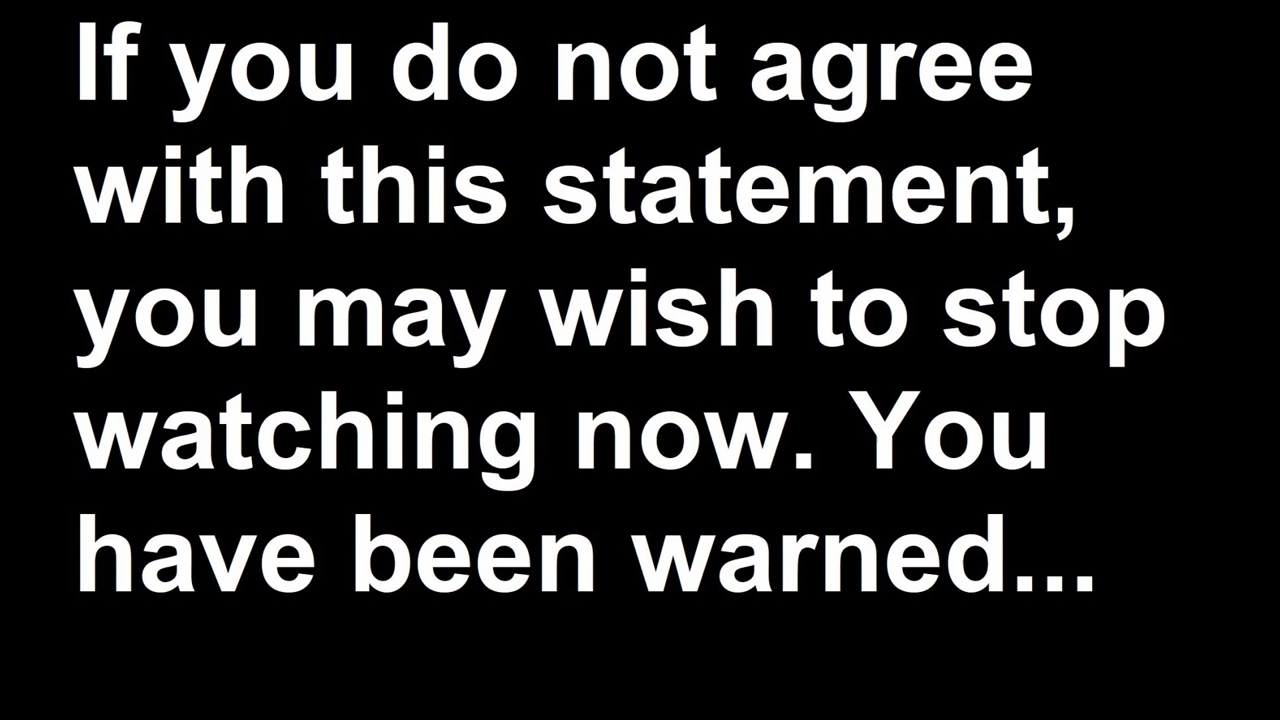 If you do not agree
with this statement,
you may wish to stop
watching now. You
have been warned...